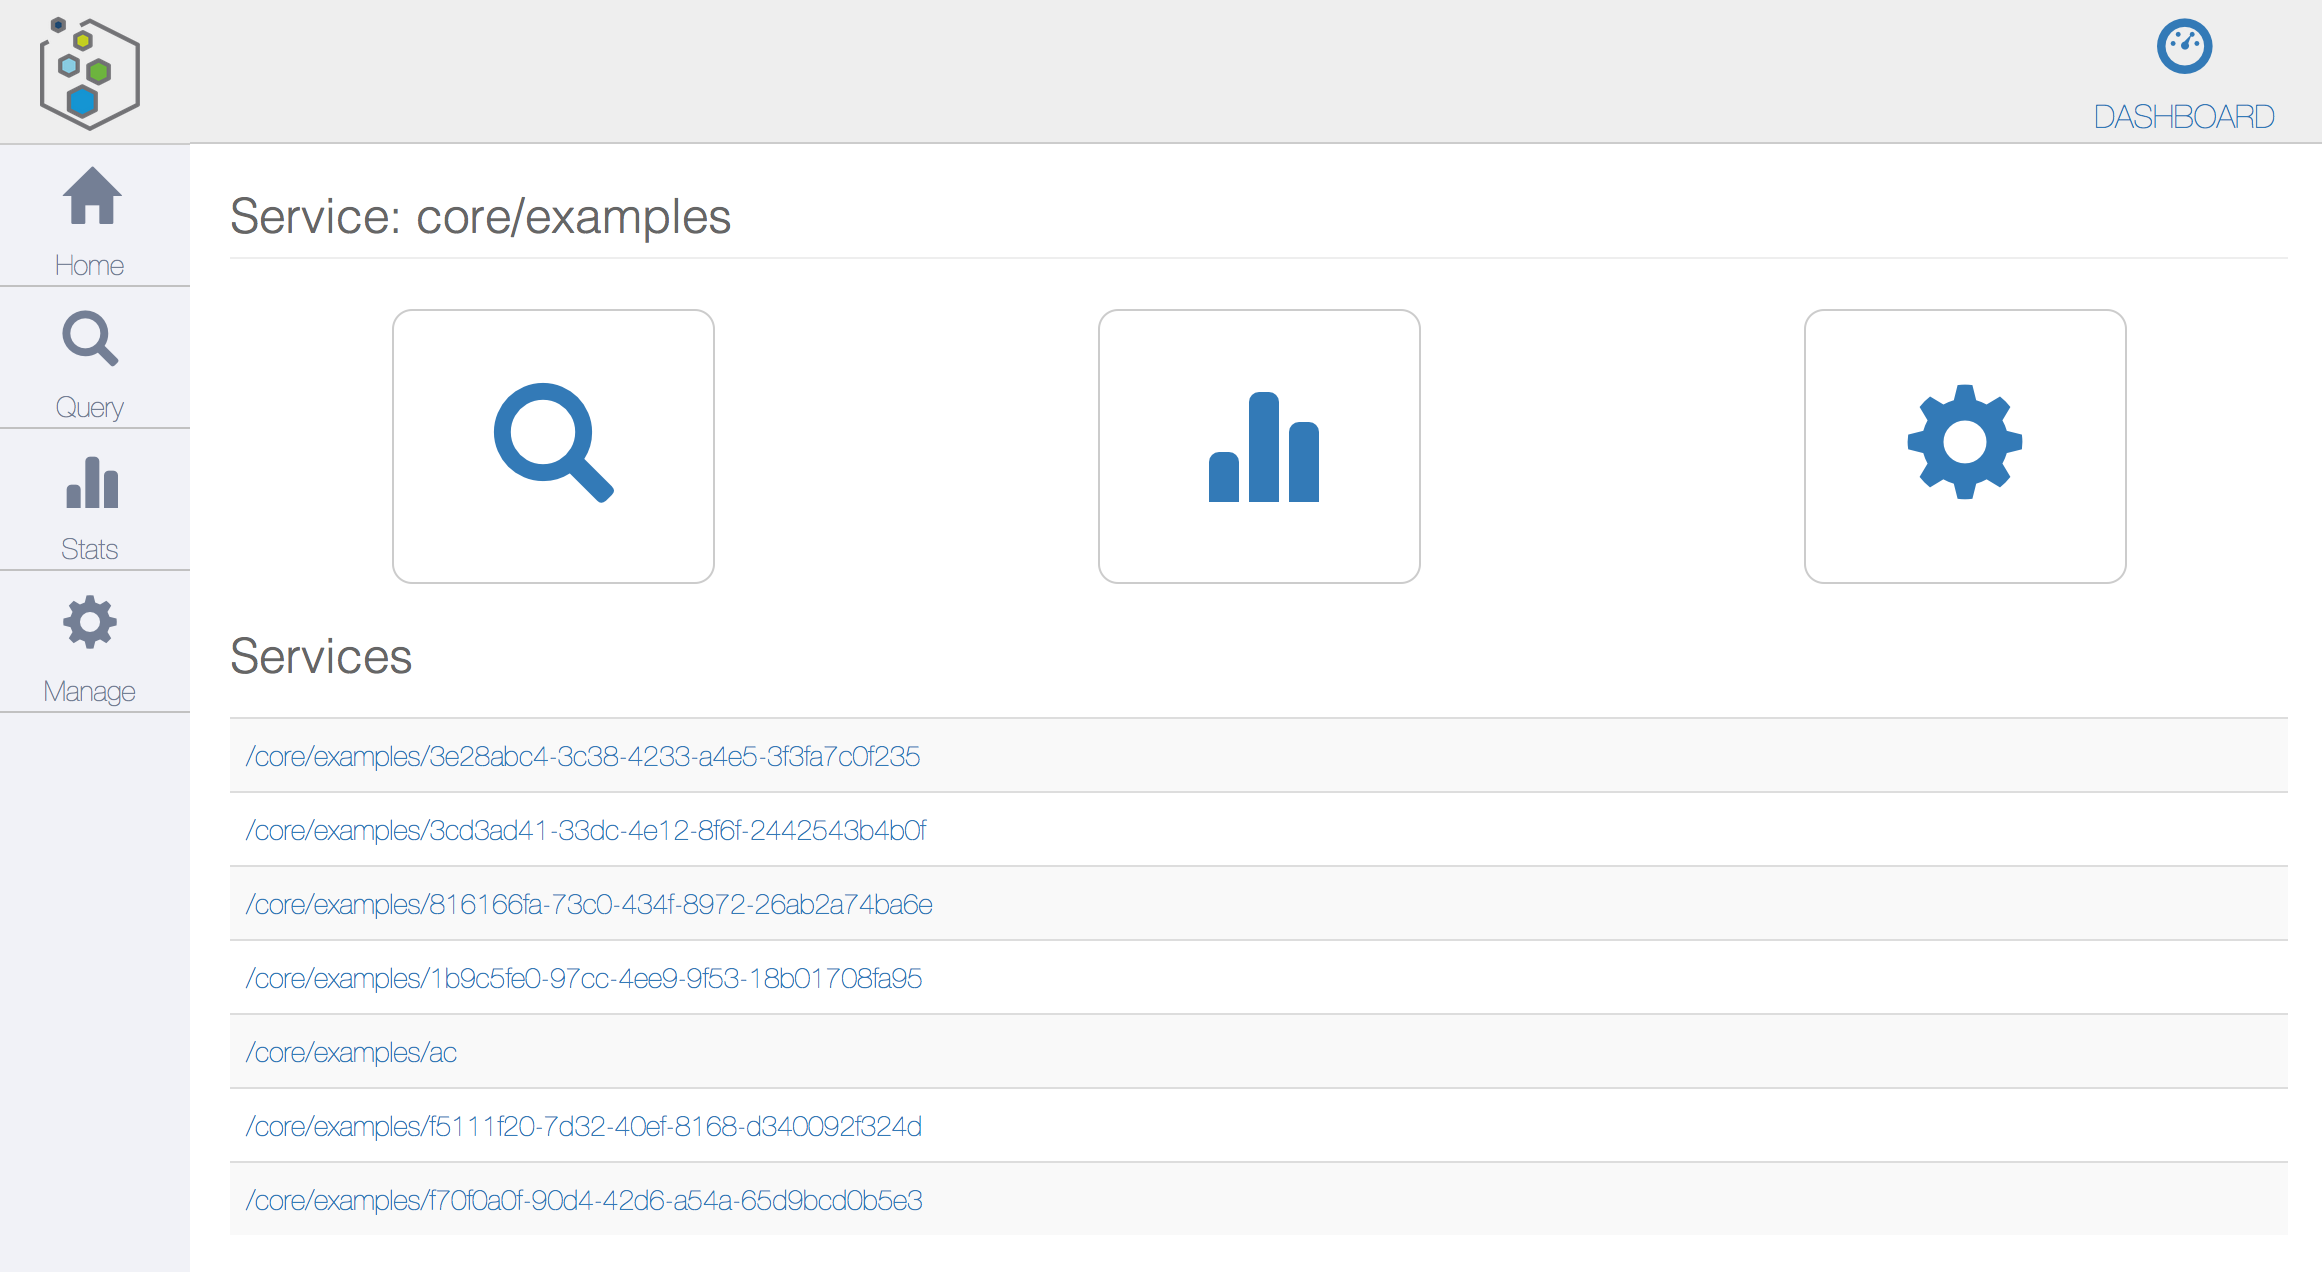 DASHBOARD
Home
Query
Stats
Manage
Service: core/examples
Services
/core/examples/3e28abc4-3c38-4233-a4e5-3f3fa7c0f235
/core/examples/3cd3ad41-33dc-4e12-8f6f-2442543b4b0f
/core/examples/816166fa-73c0-434f-8972-26ab2a74ba6e
/core/examples/1b9c5fe0-97cc-4ee9-9f53-18b01708fa95
/core/examples/ac
/core/examples/f5111f20-7d32-40ef-8168-d340092f324d
/core/examples/f70f0a0f-90d4-42d6-a54a-65d9bcd0b5e3